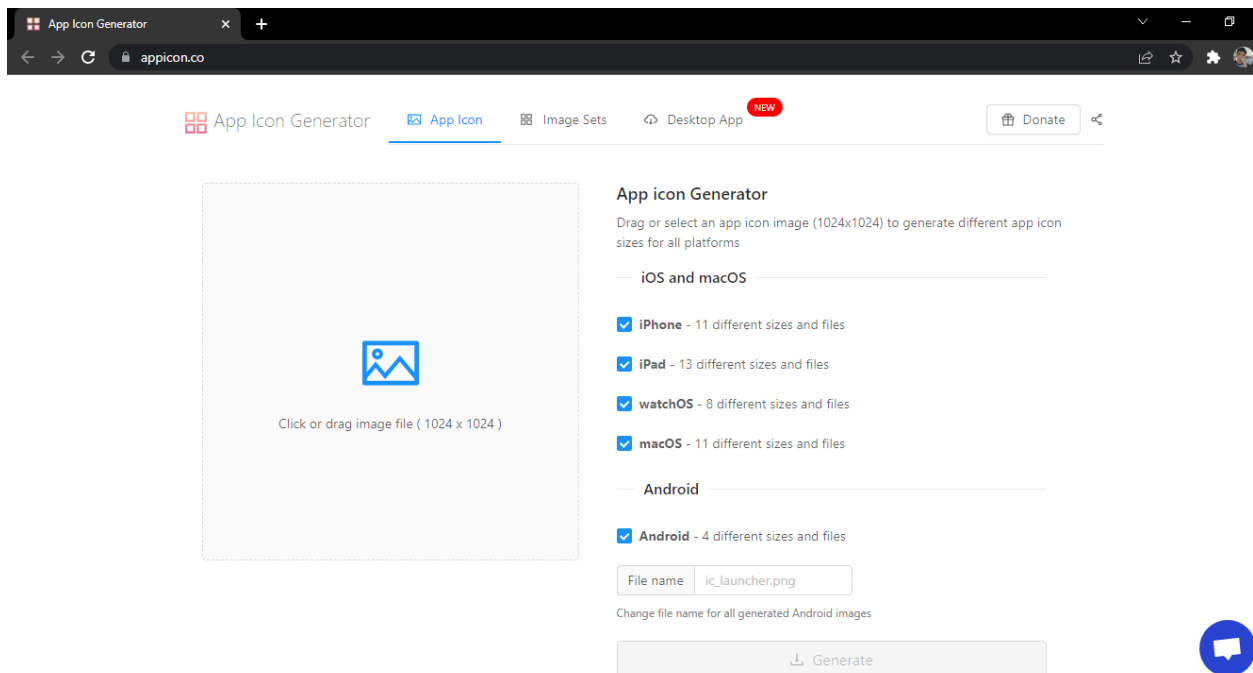 App Icon Generator
appicon.co
App Icon Generator
App Icon
Image Sets
Desktop App
NEW
Donate
Click or drag image file ( 1024 x 1024 )
App icon Generator
Drag or select an app icon image (1024x1024) to generate different app icon
sizes for all platforms
iOS and macOS
iPhone - 11 different sizes and files
iPad - 13 different sizes and files
watchOS - 8 different sizes and files
macOS - 11 different sizes and files
Android
Android - 4 different sizes and files
File name ic_launcher.png
Change file name for all generated Android images
Generate